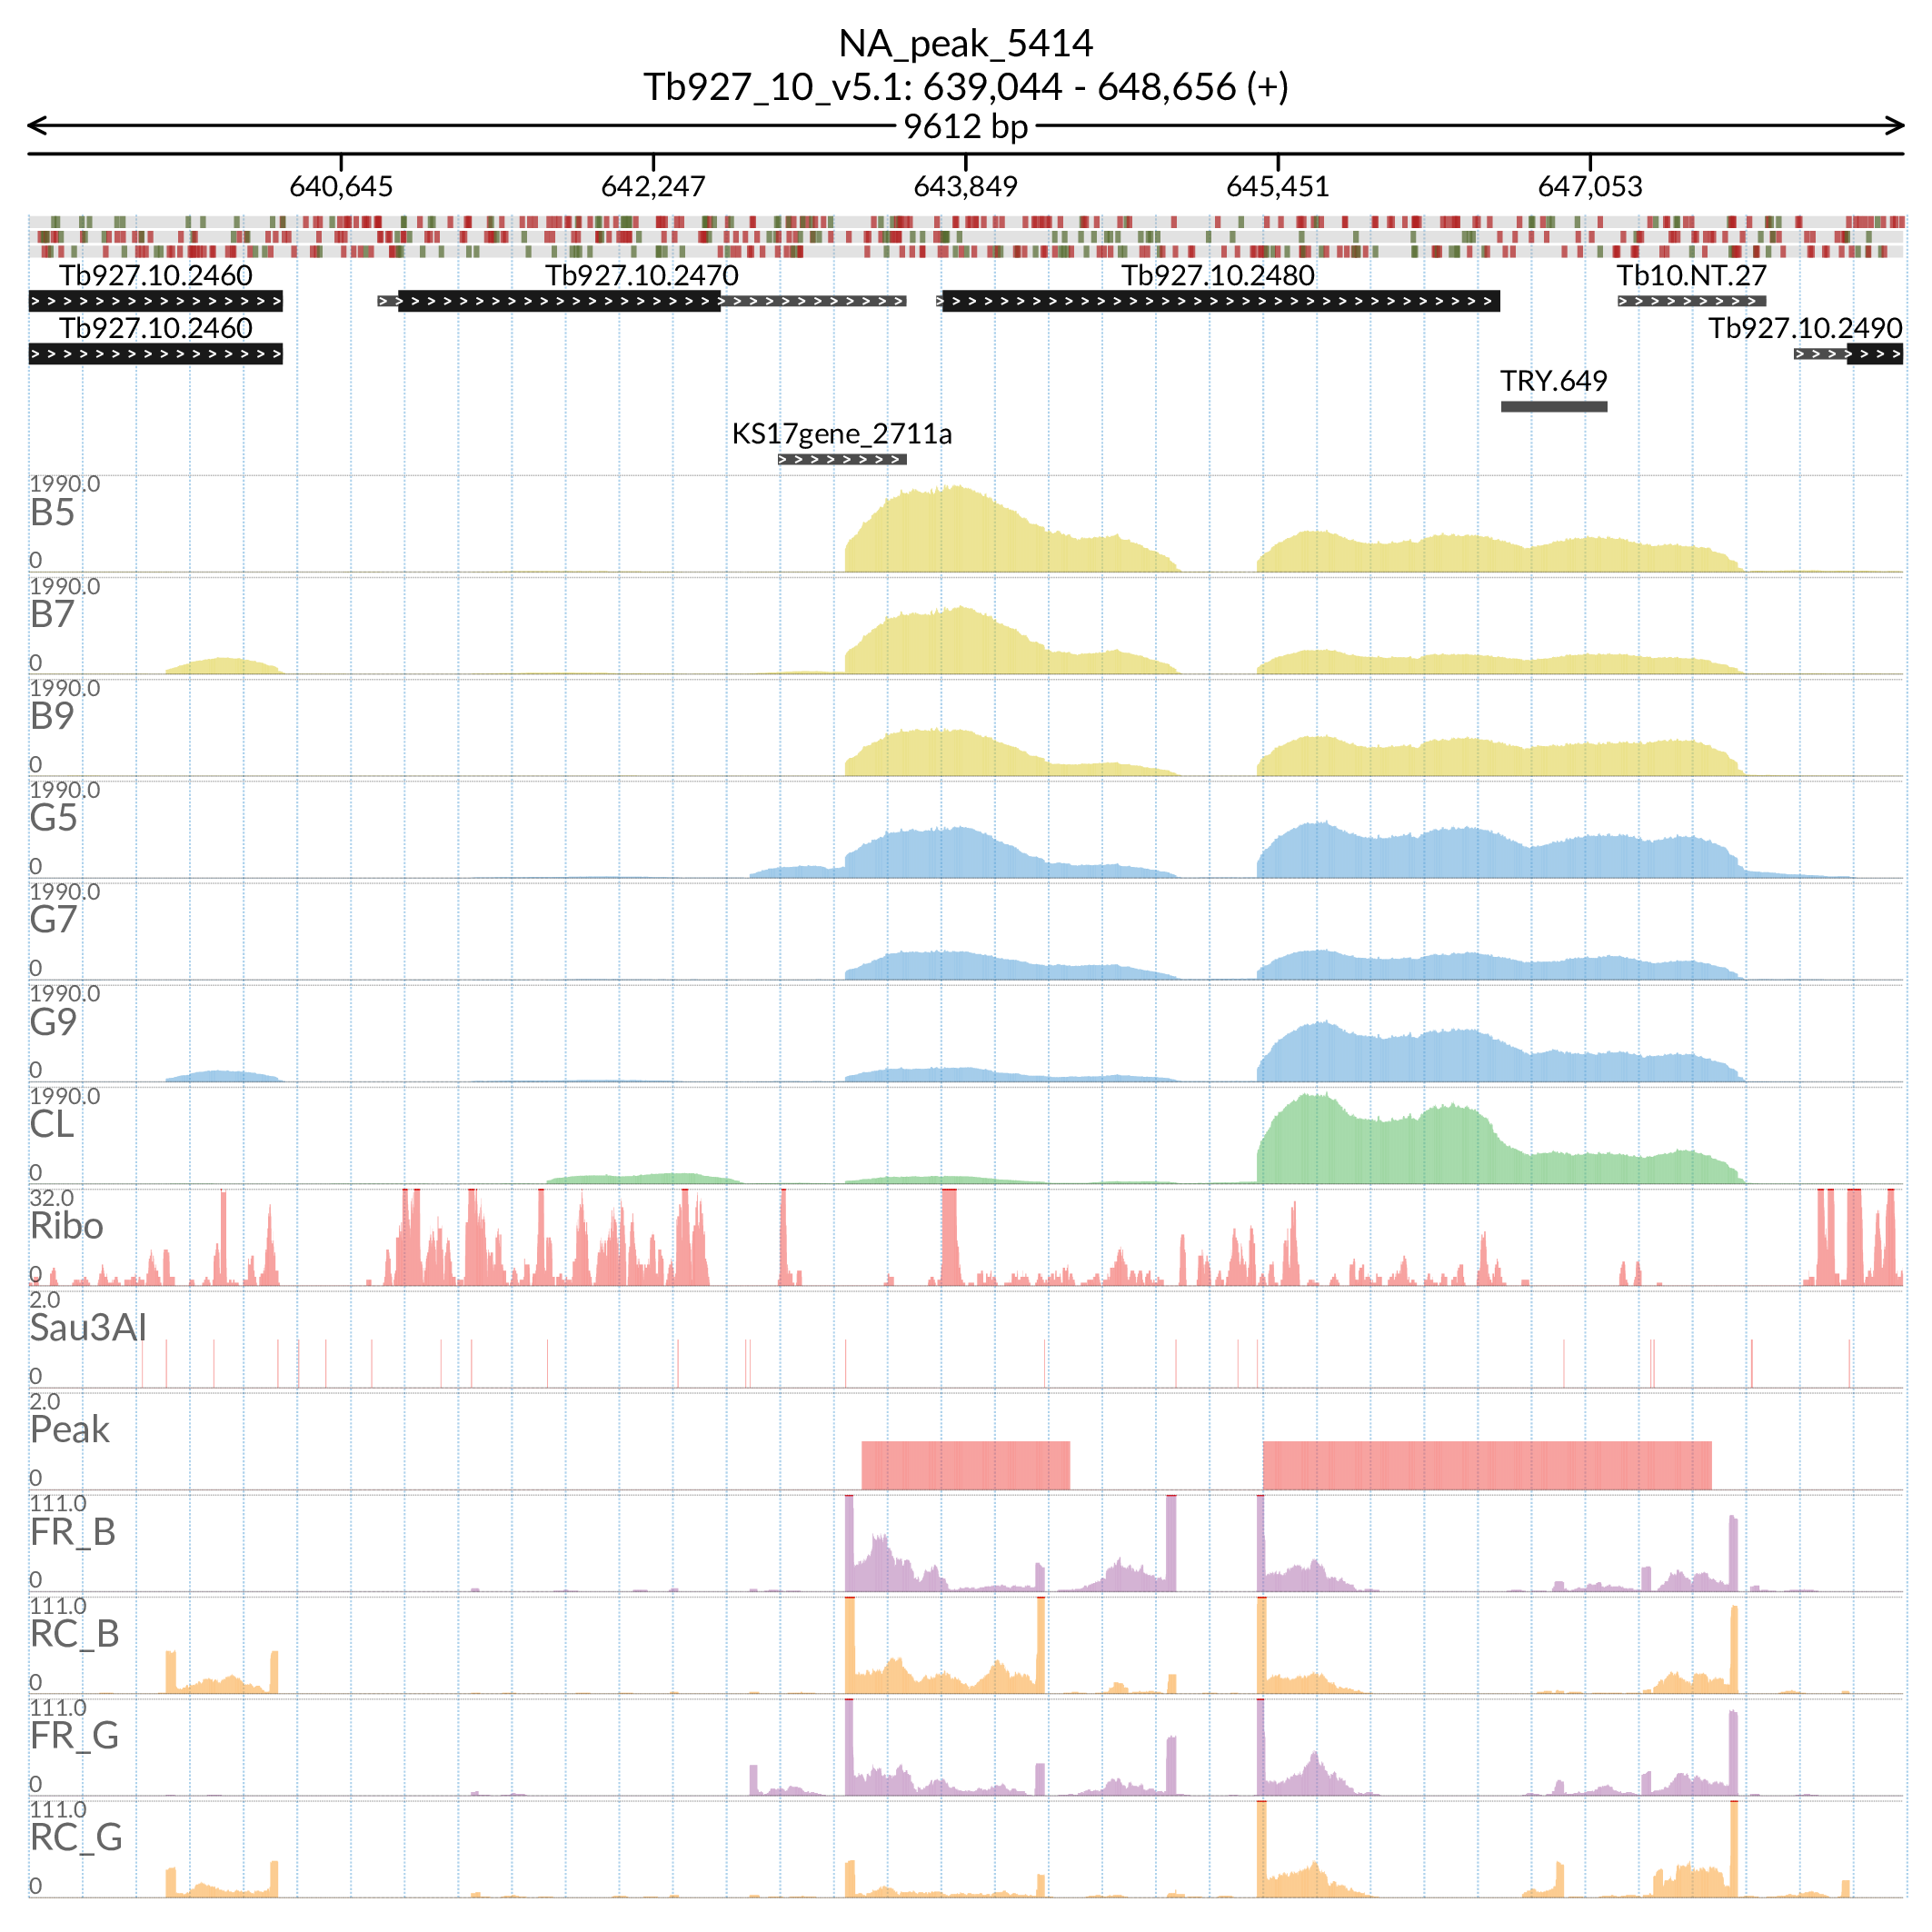 NA_peak_5414
Tb927_10_v5.1: 639,044 - 648,656 (+)
9612 bp
640,645 642,247 643,849 645,451 647,053
Tb927.10.2460 Tb927.10.2470 Tb927.10.2480 Tb10.NT.27
Tb927.10.2460 Tb927.10.2490
TRY.649
KS17gene_2711a
1990.0
B5
0
1990.0
B7
0
1990.0
B9
0
1990.0
G5
0
1990.0
G7
0
1990.0
G9
0
1990.0
CL
0
32.0
Ribo
0
2.0
Sau3AI
0
2.0
Peak
0
111.0
FR_B
0
111.0
RC_B
0
111.0
FR_G
0
111.0
RC_G
0